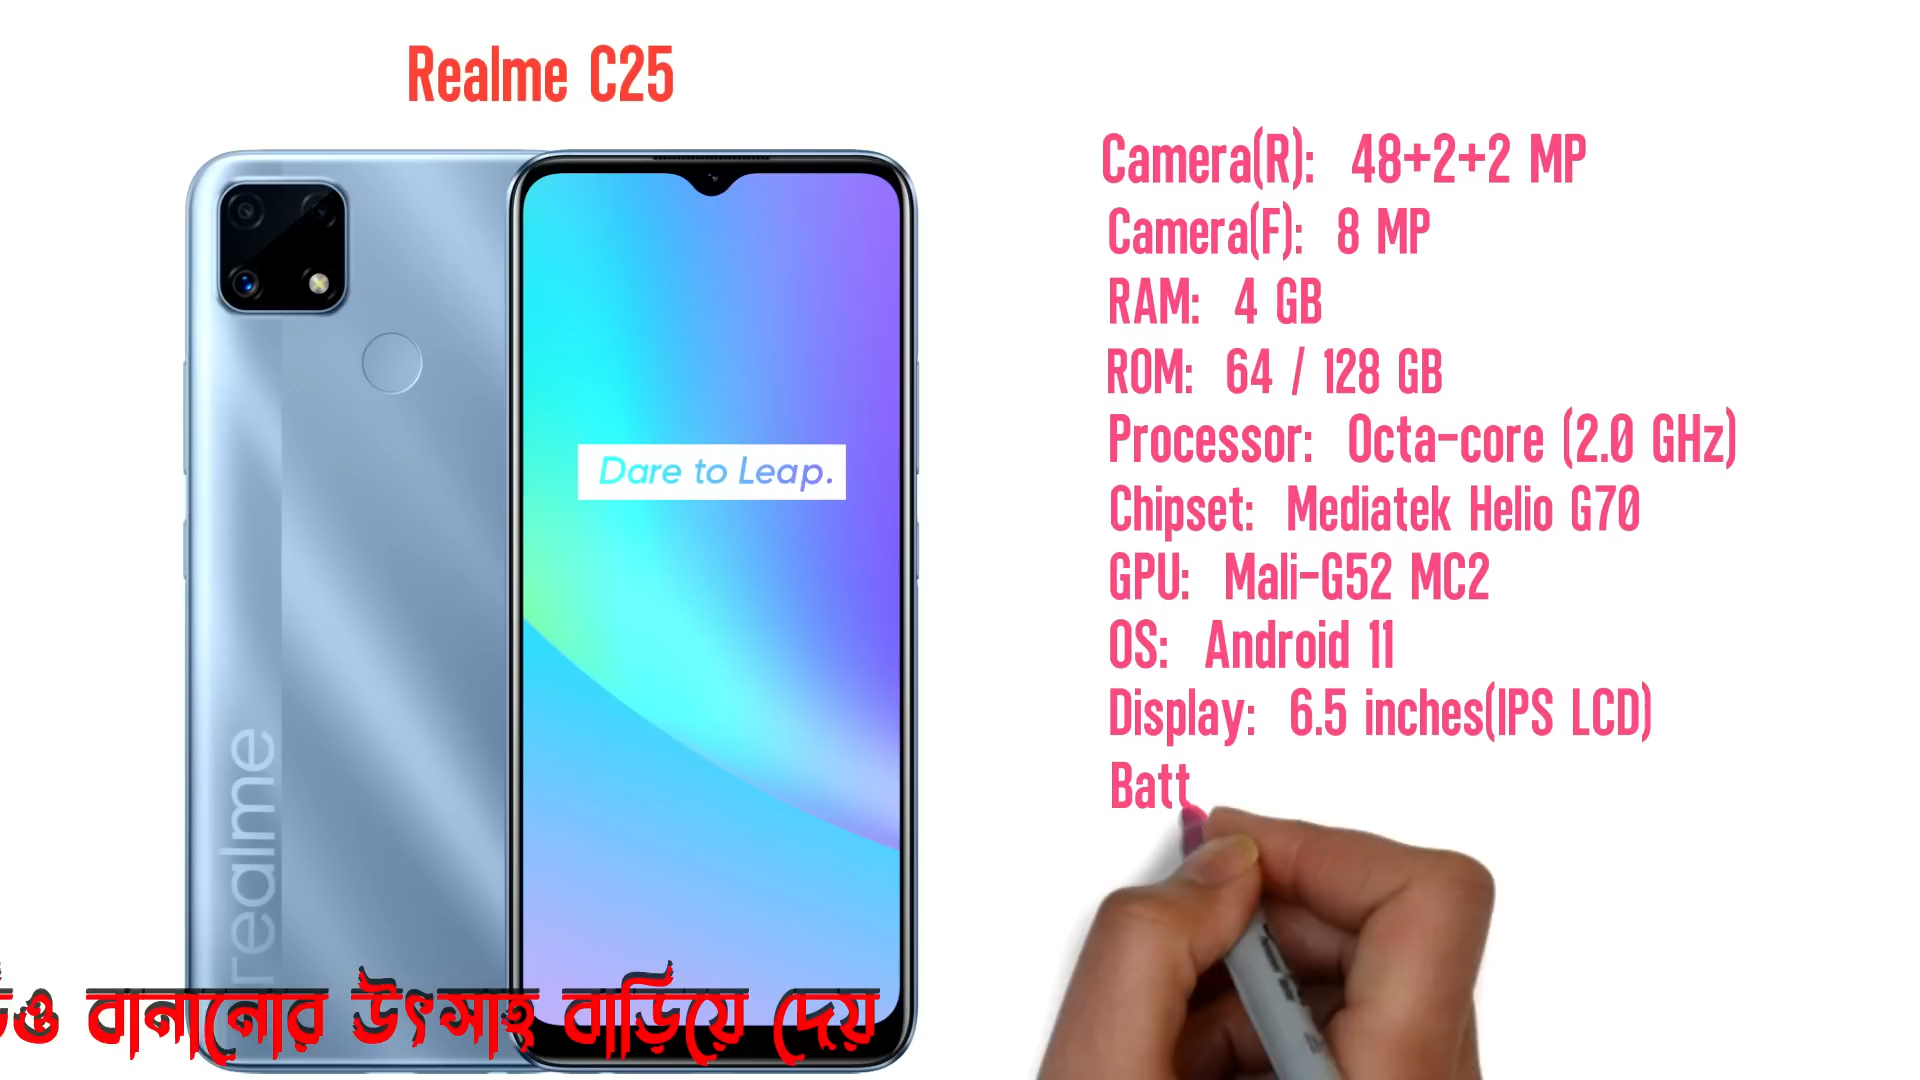 Realme C25
Camera(R): 48+2+2 MP
Camera(F): 8 MP
RAM: 4 GB
ROM: 64 / 128 GB
Processor: Octa-core (2.0 GHz)
Chipset: Mediatek Helio G70
GPU: Mali-G52 MC2
OS: Android 11
Display: 6.5 inches(IPS LCD)
Batt
Dare to Leap.
realme
বানানোর উৎসাহ বাড়িয়ে দেয়